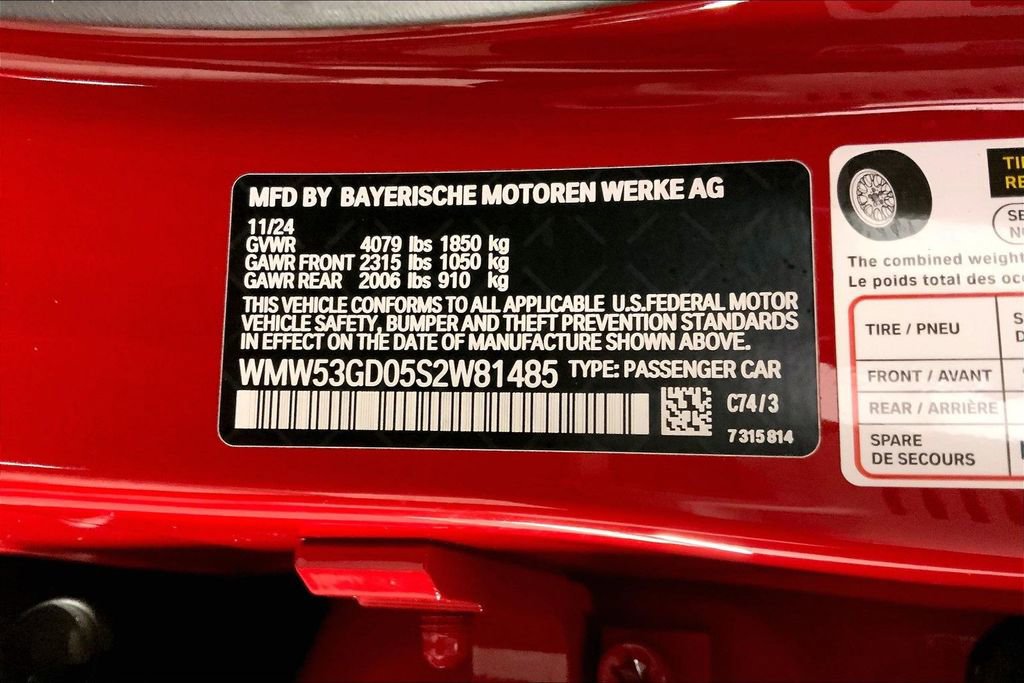 MFD BY BAYERISCHE MOTOREN WERKE AG
11/24
GVWR 4079 lbs 1850 kg
GAWR FRONT 2315 lbs 1050 kg
GAWR REAR 2006 lbs 910 kg
THIS VEHICLE CONFORMS TO ALL APPLICABLE U.S.FEDERAL MOTOR
VEHICLE SAFETY, BUMPER AND THEFT PREVENTION STANDARDS
IN EFFECT ON THE DATE OF MANUFACTURE SHOWN ABOVE.
WMW53GD05S2W81485 TYPE: PASSENGER CAR
C74/3
7315814
The combined weight
Le poids total des
TIRE / PNEU
FRONT / AVANT
REAR / ARRIÈRE
SPARE
DE SECOURS